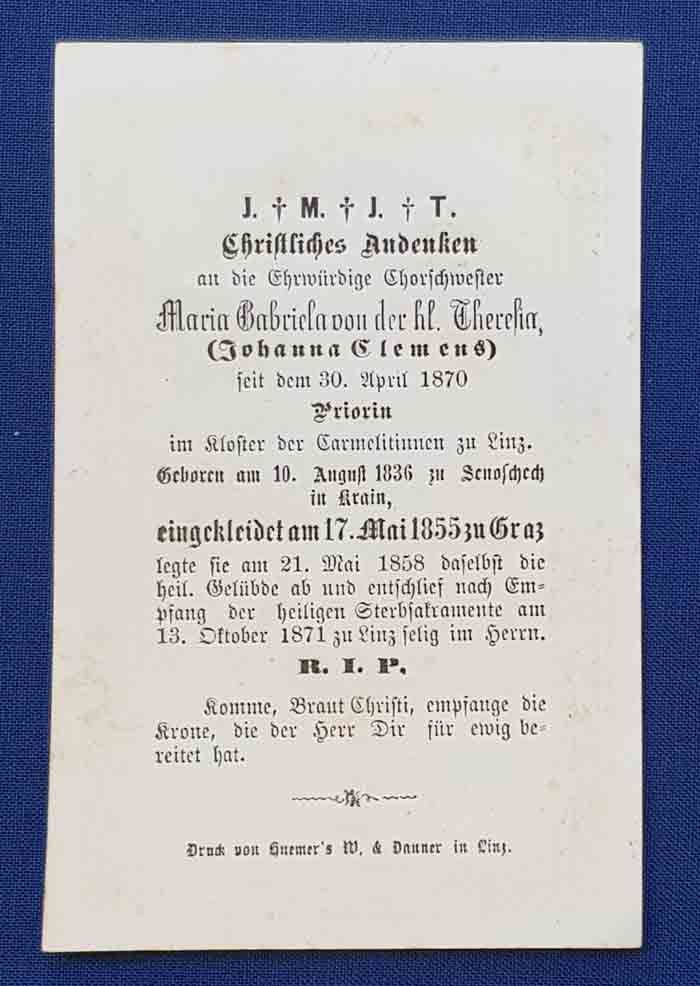 J. † M. † J. † T.
Christliches Andenken
an die Ehrwürdige Chorschwester
Maria Gabriela von der hl. Theresia,
(Johanna Clemens)
seit dem 30. April 1870
Priorin
im Kloster der Carmelitinnen zu Linz.
Geboren am 10. August 1836 zu Senoschech
in Krain,
eingekleidet am 17. Mai 1855 zu Graz
legte sie am 21. Mai 1858 daselbst die
heil. Gelübde ab und entschlief nach Em=
pfang der heiligen Sterbsakramente am
13. Oktober 1871 zu Linz selig im Herrn.
R. I. P.
Komme, Braut Christi, empfange die
Krone, die der Herr Dir für ewig be=
reitet hat.
Druck von Huemer's W. & Danner in Linz.